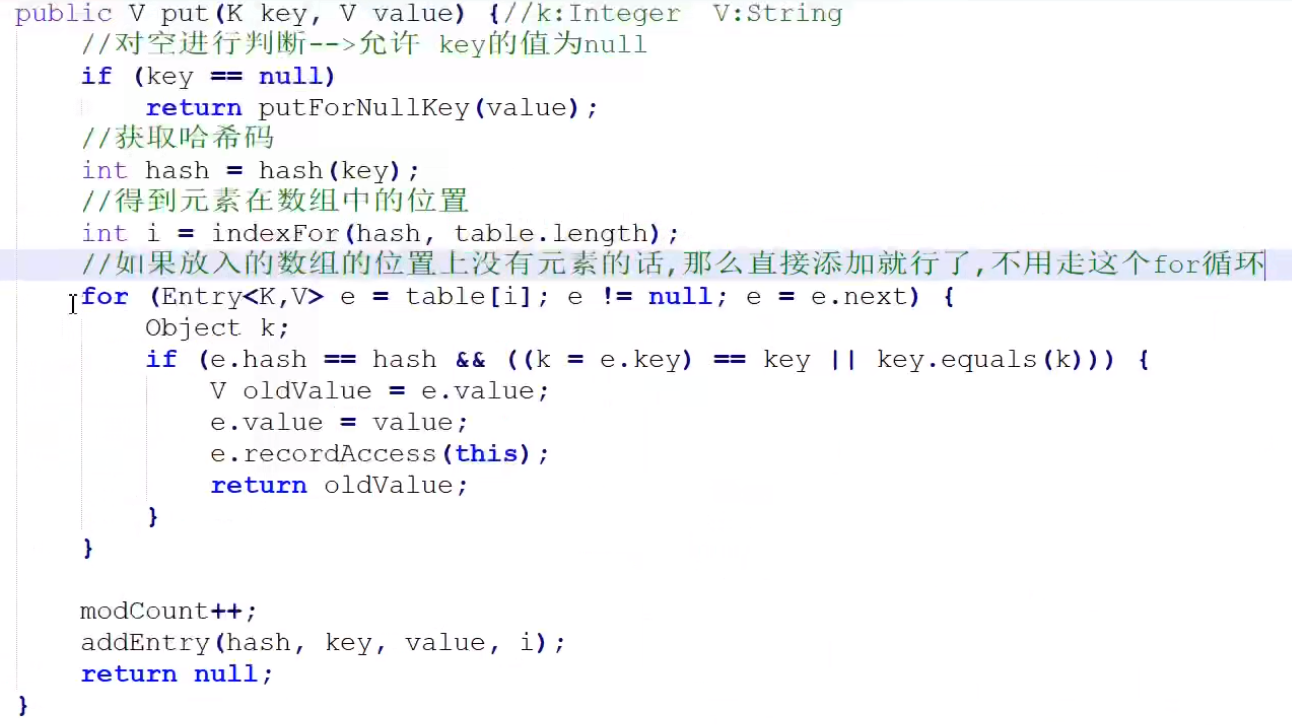 public V put(K key, V value) {//k:Integer  V:String
    //对空进行判断-->允许 key的值为null
    if (key == null)
        return putForNullKey(value);
    //获取哈希码
    int hash = hash(key);
    //得到元素在数组中的位置
    int i = indexFor(hash, table.length);
    //如果放入的数组的位置上没有元素的话,那么直接添加就行了,不用走这个for循环
    for (Entry<K,V> e = table[i]; e != null; e = e.next) {
        Object k;
        if (e.hash == hash && ((k = e.key) == key || key.equals(k))) {
            V oldValue = e.value;
            e.value = value;
            e.recordAccess(this);
            return oldValue;
        }
    }

    modCount++;
    addEntry(hash, key, value, i);
    return null;
}